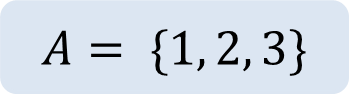 A = {1, 2, 3}